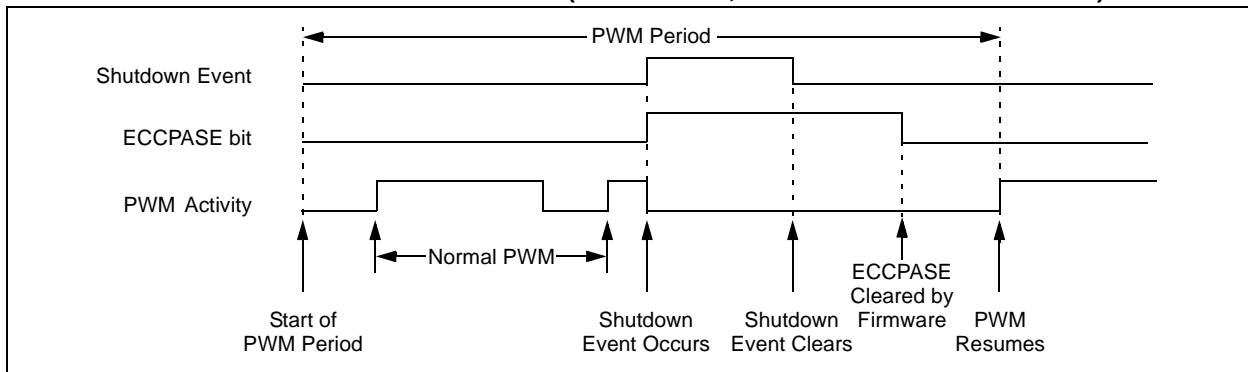 PWM Period
Shutdown Event
ECCPASE bit
PWM Activity
Normal PWM
Start of
PWM Period
Shutdown
Event Occurs
Shutdown
Event Clears
ECCPASE
Cleared by
Firmware
PWM
Resumes